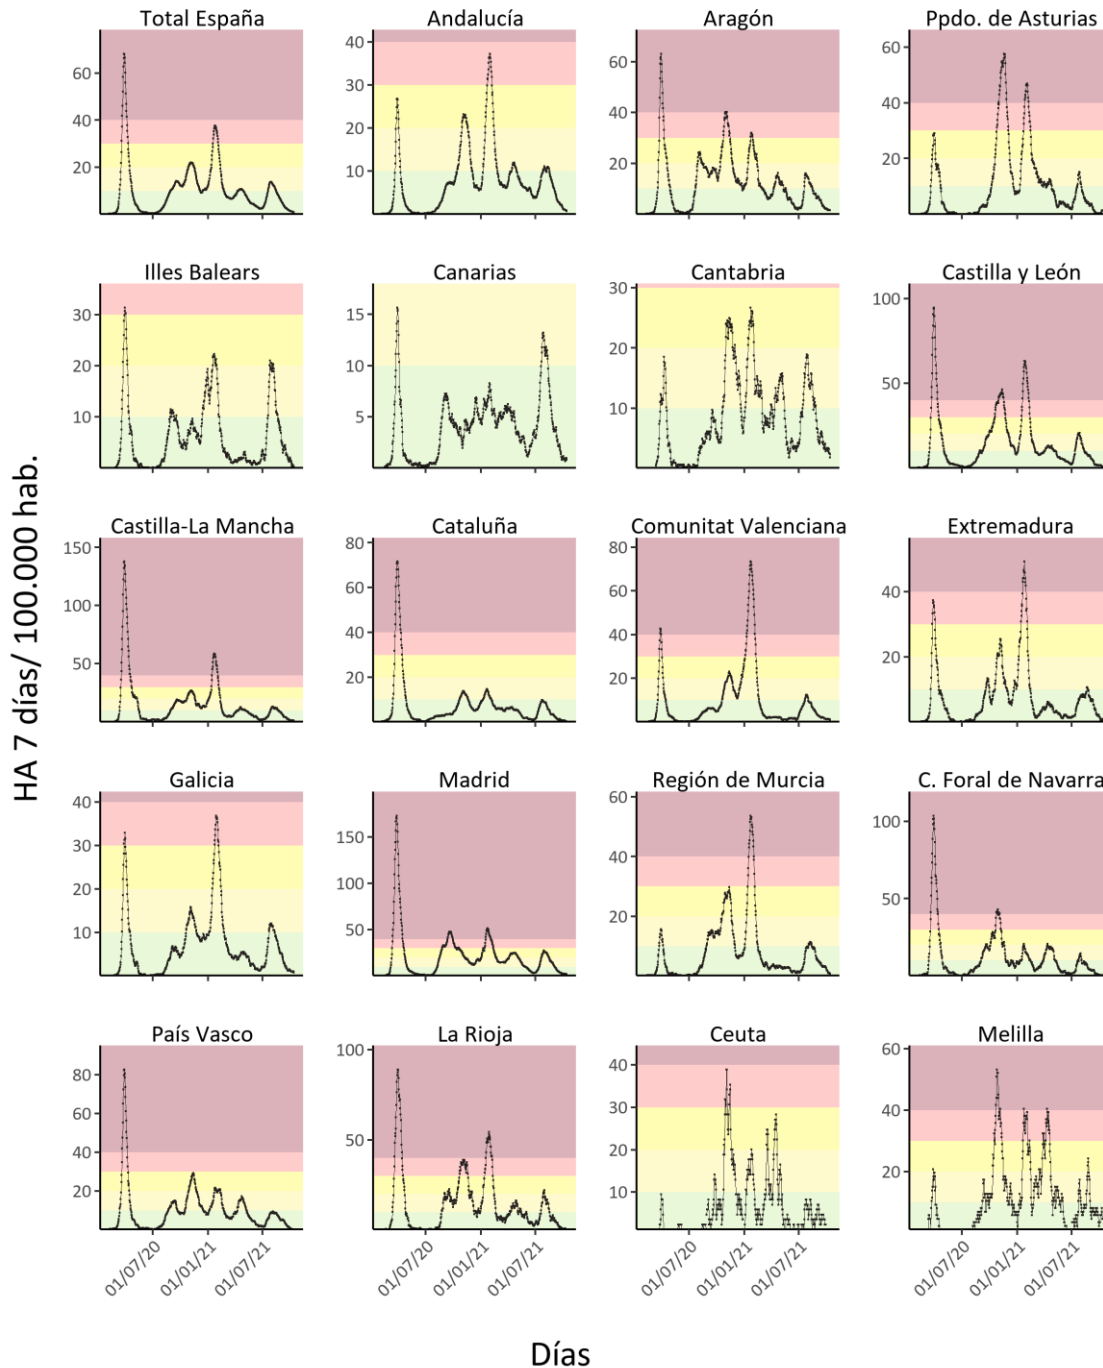 Total España Andalucía Aragón Ppdo. de Asturias
60 40 20
40 30 20 10
60 40 20
60 40 20
Illes Balears Canarias Cantabria Castilla y León
30 20 10
15 10 5
30 20 10
100 50
Castilla-La Mancha Cataluña Comunitat Valenciana Extremadura
150 100 50
80 60 40 20
80 60 40 20
40 20
Galicia Madrid Región de Murcia C. Foral de Navarra
40 30 20 10
150 100 50
60 40 20
100 50
País Vasco La Rioja Ceuta Melilla
80 60 40 20
100 50
40 30 20 10
60 40 20
01/07/20 01/01/21 01/07/21 01/07/20 01/01/21 01/07/21 01/07/20 01/01/21 01/07/21 01/07/20 01/01/21 01/07/21
HA 7 días/ 100.000 hab.
Días